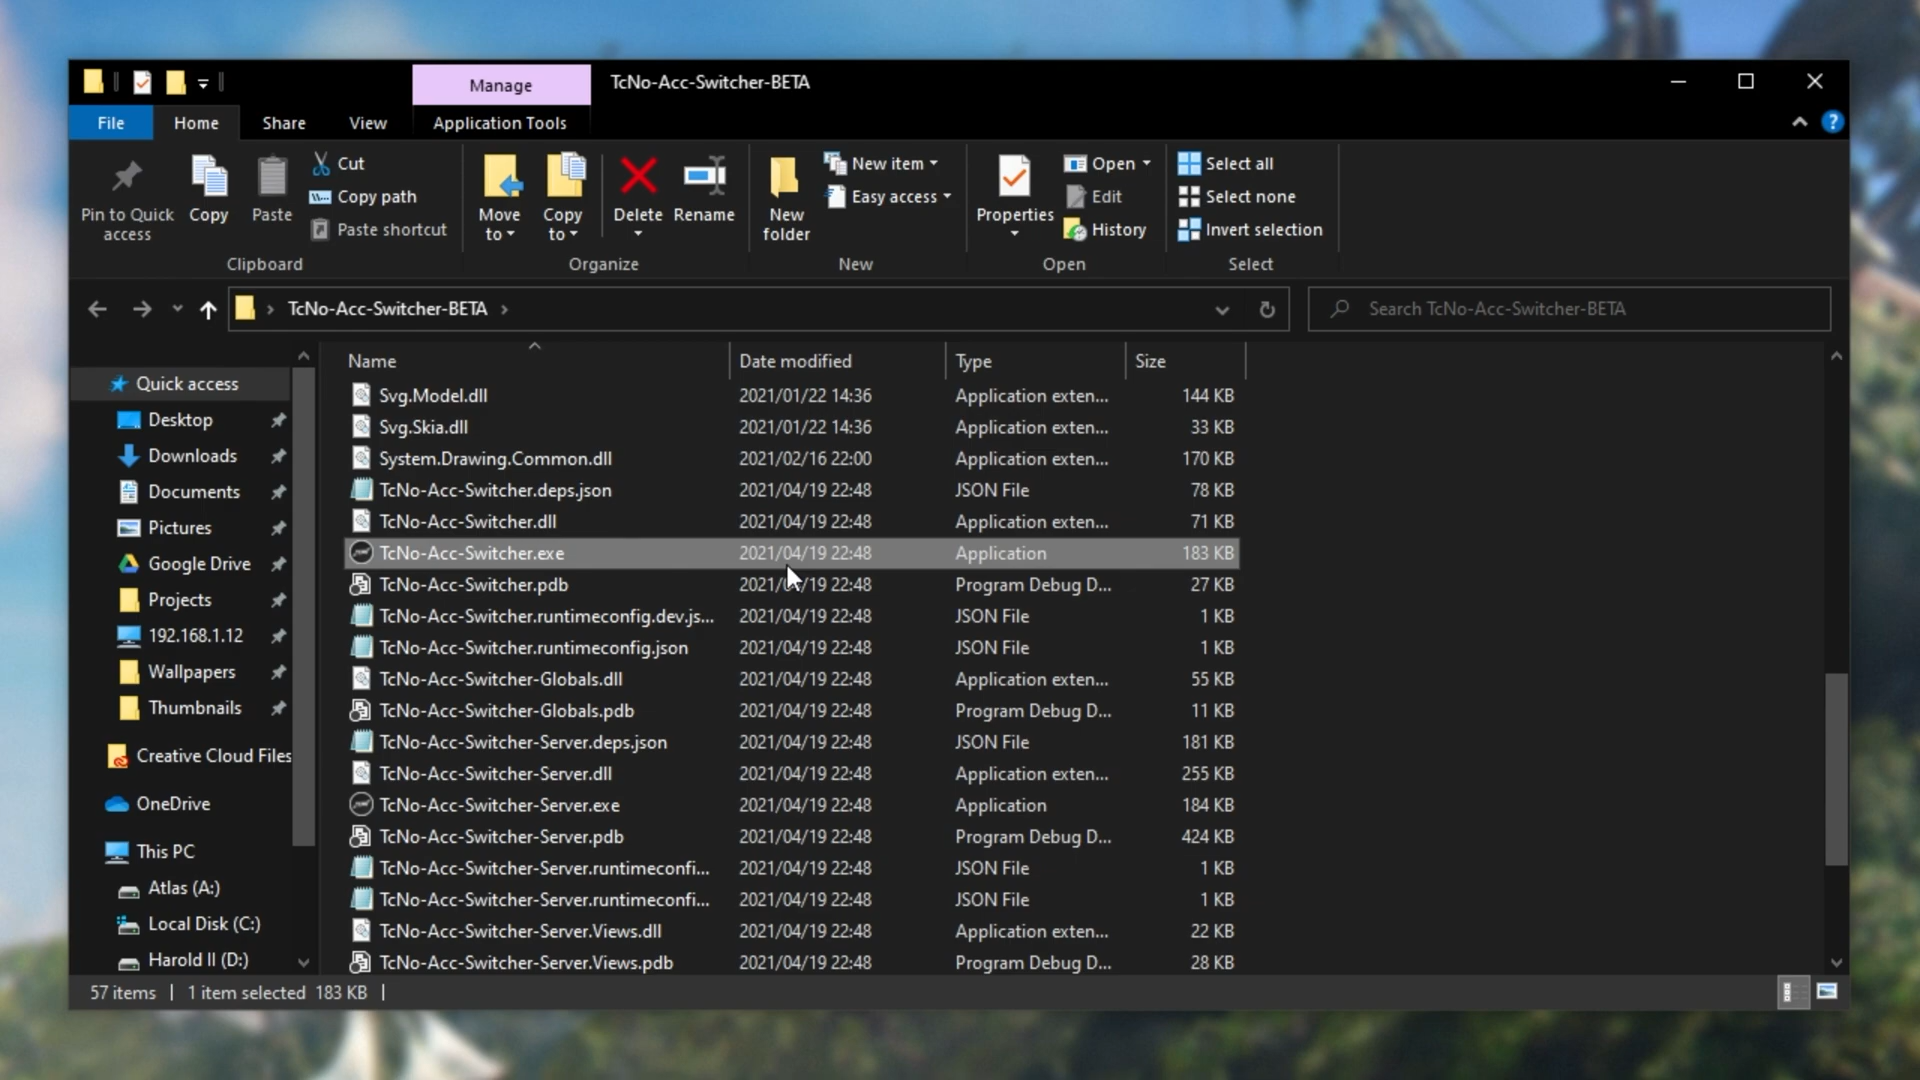 Manage
TcNo-Acc-Switcher-BETA
File
Home
Share
View
Application Tools
?
Pin to Quick
access
Copy
Paste
Cut
Copy path
Paste shortcut
Clipboard
Move
to
Copy
to
Delete
Rename
Organize
New
folder
New item
Easy access
New
Properties
Open
Edit
History
Open
Select all
Select none
Invert selection
Select
TcNo-Acc-Switcher-BETA
Search TcNo-Acc-Switcher-BETA
Quick access
Desktop
Downloads
Documents
Pictures
Google Drive
Projects
192.168.1.12
Wallpapers
Thumbnails
Creative Cloud Files
OneDrive
This PC
Atlas (A:)
Local Disk (C:)
Harold II (D:)
Name Date modified Type Size
Svg.Model.dll 2021/01/22 14:36 Application exten... 144 KB
Svg.Skia.dll 2021/01/22 14:36 Application exten... 33 KB
System.Drawing.Common.dll 2021/02/16 22:00 Application exten... 170 KB
TcNo-Acc-Switcher.deps.json 2021/04/19 22:48 JSON File 78 KB
TcNo-Acc-Switcher.dll 2021/04/19 22:48 Application exten... 71 KB
TcNo-Acc-Switcher.exe 2021/04/19 22:48 Application 183 KB
TcNo-Acc-Switcher.pdb 2021/04/19 22:48 Program Debug D... 27 KB
TcNo-Acc-Switcher.runtimeconfig.dev.js... 2021/04/19 22:48 JSON File 1 KB
TcNo-Acc-Switcher.runtimeconfig.json 2021/04/19 22:48 JSON File 1 KB
TcNo-Acc-Switcher-Globals.dll 2021/04/19 22:48 Application exten... 55 KB
TcNo-Acc-Switcher-Globals.pdb 2021/04/19 22:48 Program Debug D... 11 KB
TcNo-Acc-Switcher-Server.deps.json 2021/04/19 22:48 JSON File 181 KB
TcNo-Acc-Switcher-Server.dll 2021/04/19 22:48 Application exten... 255 KB
TcNo-Acc-Switcher-Server.exe 2021/04/19 22:48 Application 184 KB
TcNo-Acc-Switcher-Server.pdb 2021/04/19 22:48 Program Debug D... 424 KB
TcNo-Acc-Switcher-Server.runtimeconfi... 2021/04/19 22:48 JSON File 1 KB
TcNo-Acc-Switcher-Server.runtimeconfi... 2021/04/19 22:48 JSON File 1 KB
TcNo-Acc-Switcher-Server.Views.dll 2021/04/19 22:48 Application exten... 22 KB
TcNo-Acc-Switcher-Server.Views.pdb 2021/04/19 22:48 Program Debug D... 28 KB
57 items | 1 item selected 183 KB |